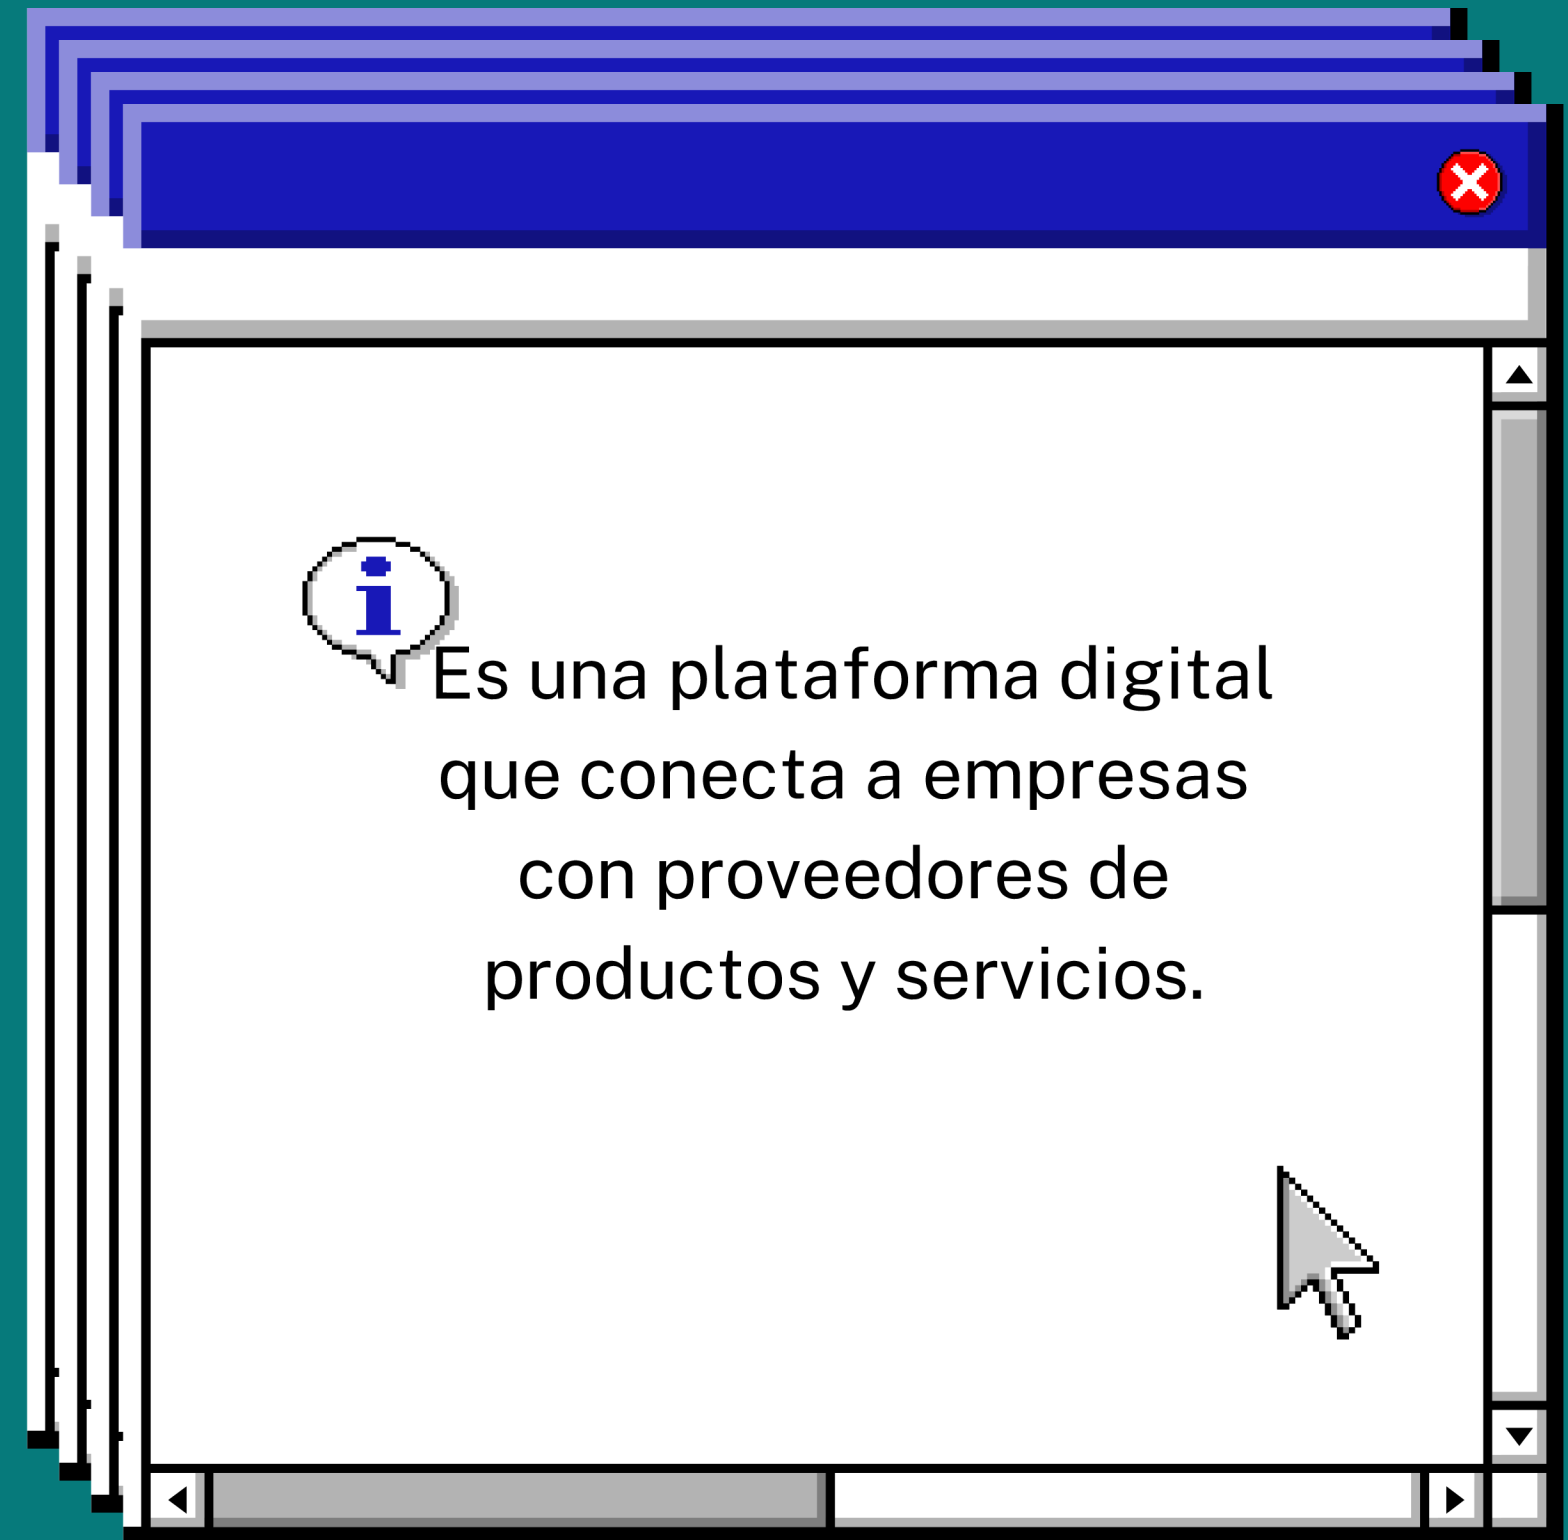 i
Es una plataforma digital
que conecta a empresas
con proveedores de
productos y servicios.